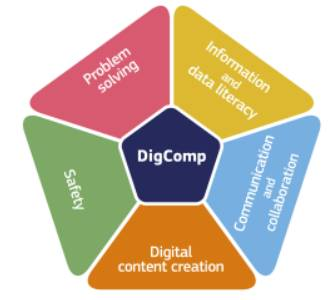 Problem
solving
Information
and
data literacy
DigComp
Safety
Communication
and
collaboration
Digital
content creation